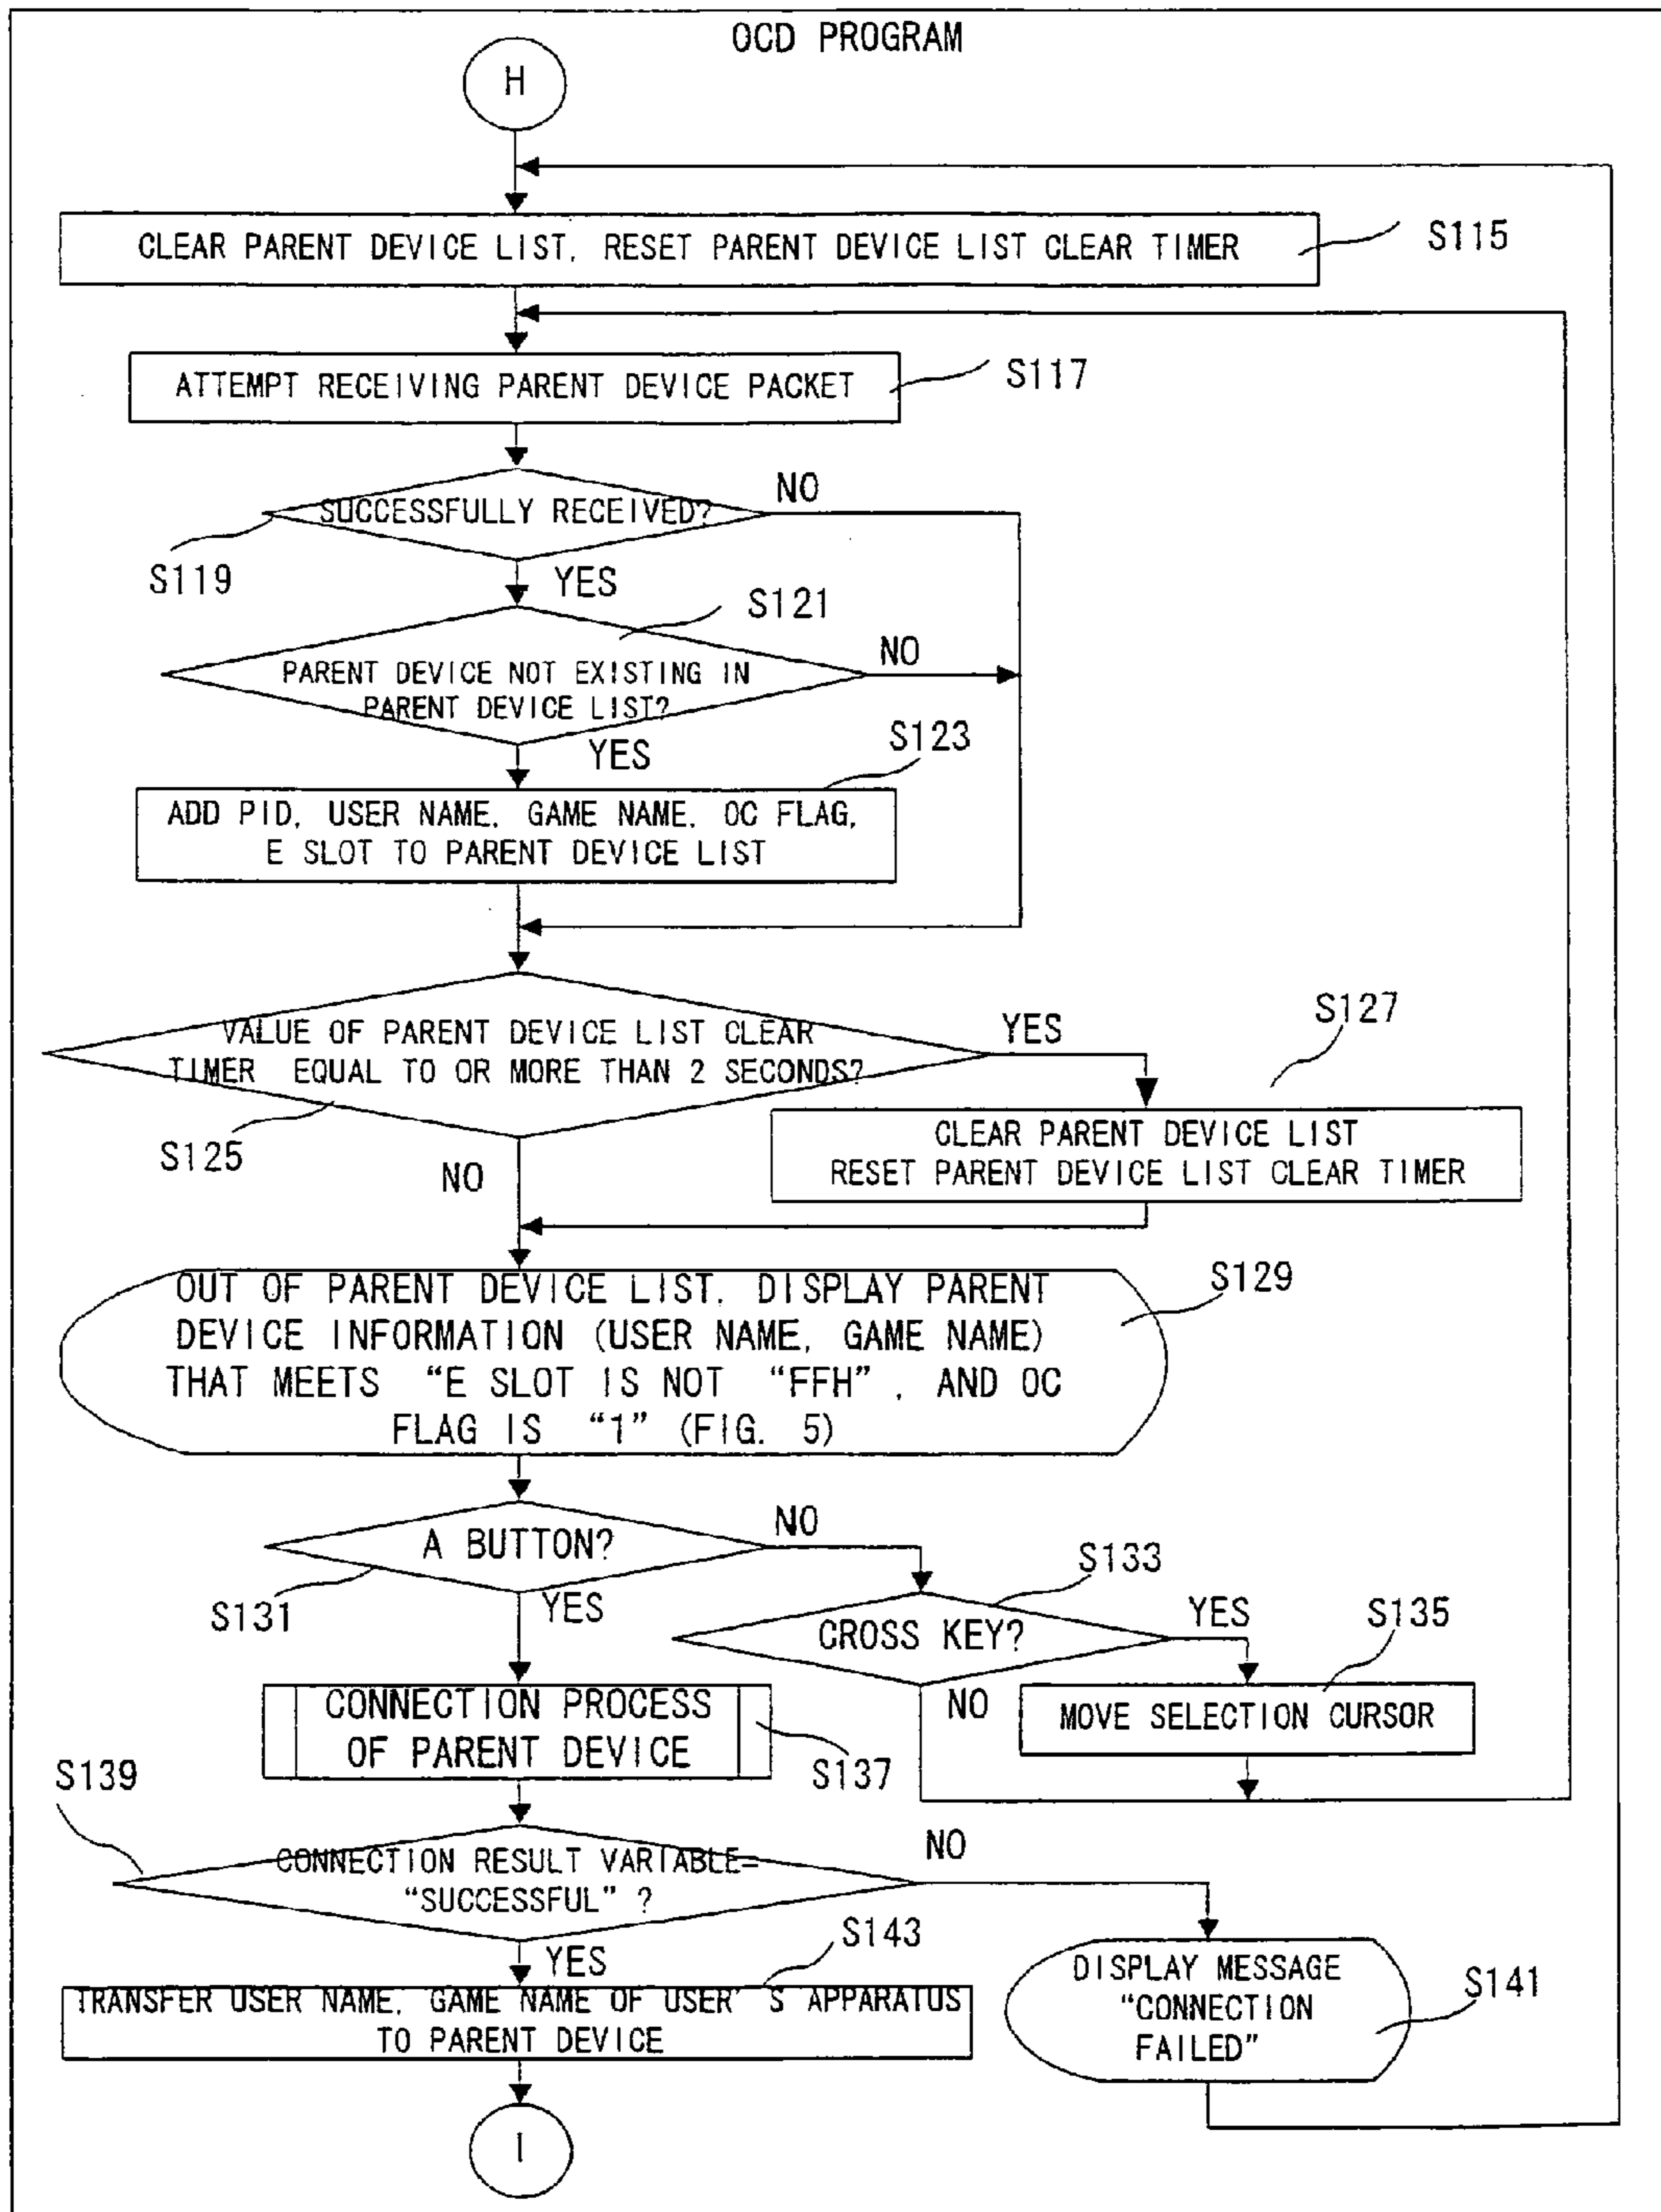 OCD PROGRAM
H
CLEAR PARENT DEVICE LIST, RESET PARENT DEVICE LIST CLEAR TIMER
S115
ATTEMPT RECEIVING PARENT DEVICE PACKET
S117
SUCCESSFULLY RECEIVED?
NO
S119
YES
S121
PARENT DEVICE NOT EXISTING IN
PARENT DEVICE LIST?
NO
YES
S123
ADD PID, USER NAME, GAME NAME, OC FLAG,
E SLOT TO PARENT DEVICE LIST
VALUE OF PARENT DEVICE LIST CLEAR
TIMER EQUAL TO OR MORE THAN 2 SECONDS?
YES
S127
S125
NO
CLEAR PARENT DEVICE LIST
RESET PARENT DEVICE LIST CLEAR TIMER
OUT OF PARENT DEVICE LIST, DISPLAY PARENT
DEVICE INFORMATION (USER NAME, GAME NAME)
THAT MEETS "E SLOT IS NOT "FFH", AND OC
FLAG IS "1" (FIG. 5)
S129
A BUTTON?
NO
S131
YES
S133
CROSS KEY?
YES
S135
NO
MOVE SELECTION CURSOR
CONNECTION PROCESS
OF PARENT DEVICE
S137
S139
CONNECTION RESULT VARIABLE=
"SUCCESSFUL" ?
NO
YES
S143
TRANSFER USER NAME, GAME NAME OF USER'S APPARATUS
TO PARENT DEVICE
DISPLAY MESSAGE
"CONNECTION
FAILED"
S141
I